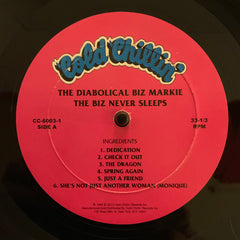 Cold Chillin'
THE DIABOLICAL BIZ MARKIE
THE BIZ NEVER SLEEPS
CC-5003-1
SIDE A
33-1/3
RPM
INGREDIENTS
1. DEDICATION
2. CHECK IT OUT
3. THE DRAGON
4. SPRING AGAIN
5. JUST A FRIEND
6. SHE'S NOT JUST ANOTHER WOMAN (MONIQUE)